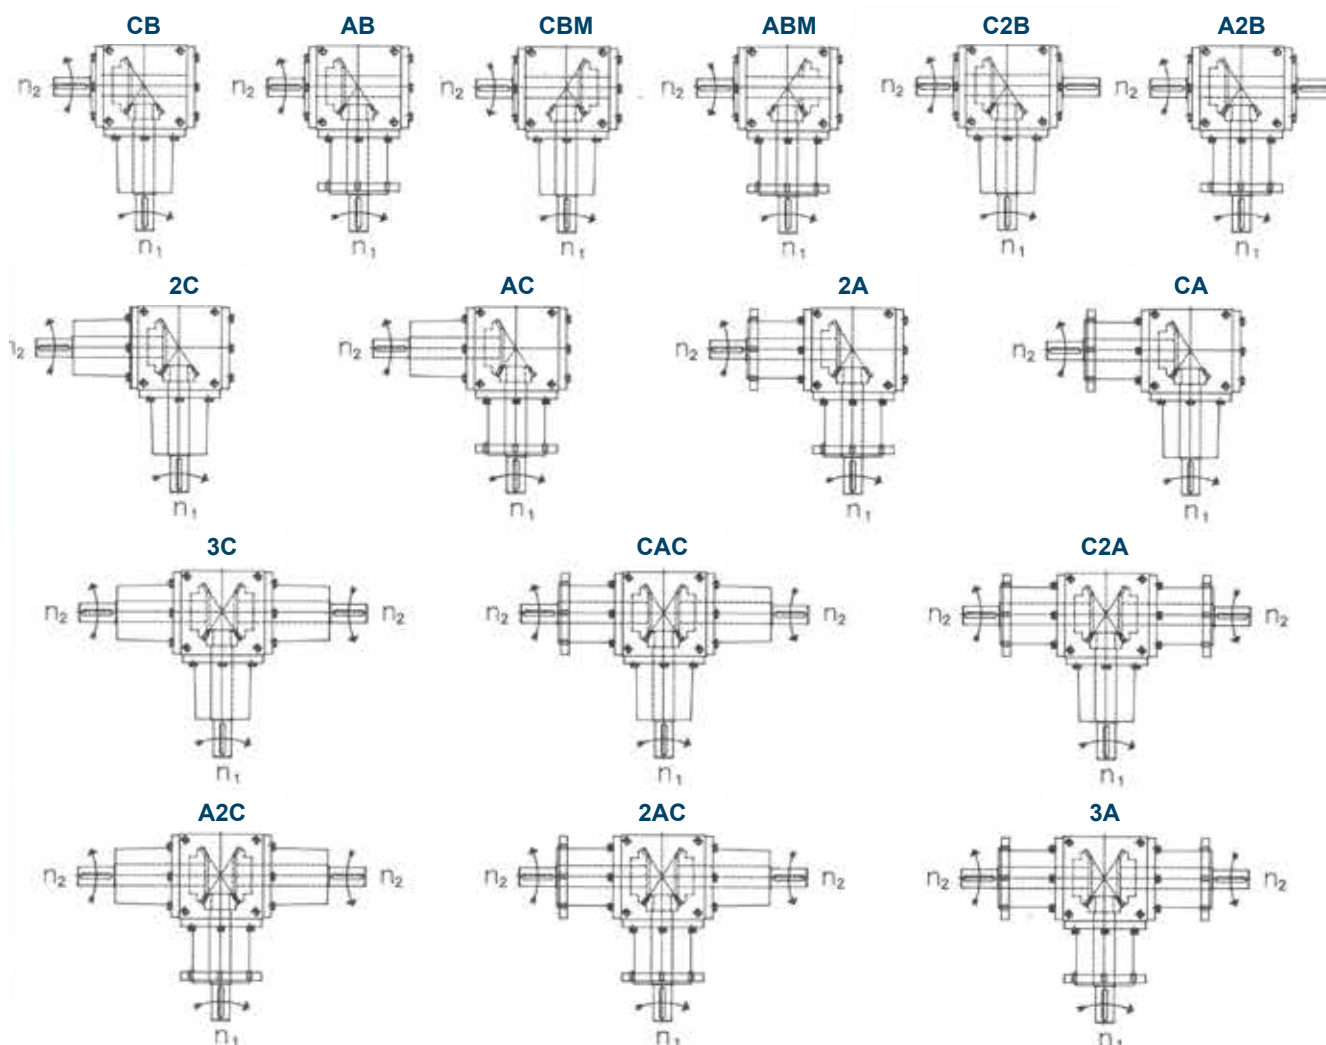 CB AB CBM ABM C2B A2B
n₂ n₂ n₂ n₂ n₂ n₂
n₁ n₁ n₁ n₁ n₁ n₁
2C AC 2A CA
n₂ n₂ n₂ n₂
n₁ n₁ n₁ n₁
3C CAC C2A
n₂ n₂ n₂ n₂ n₂ n₂
n₁ n₁ n₁
A2C 2AC 3A
n₂ n₂ n₂ n₂ n₂ n₂
n₁ n₁ n₁